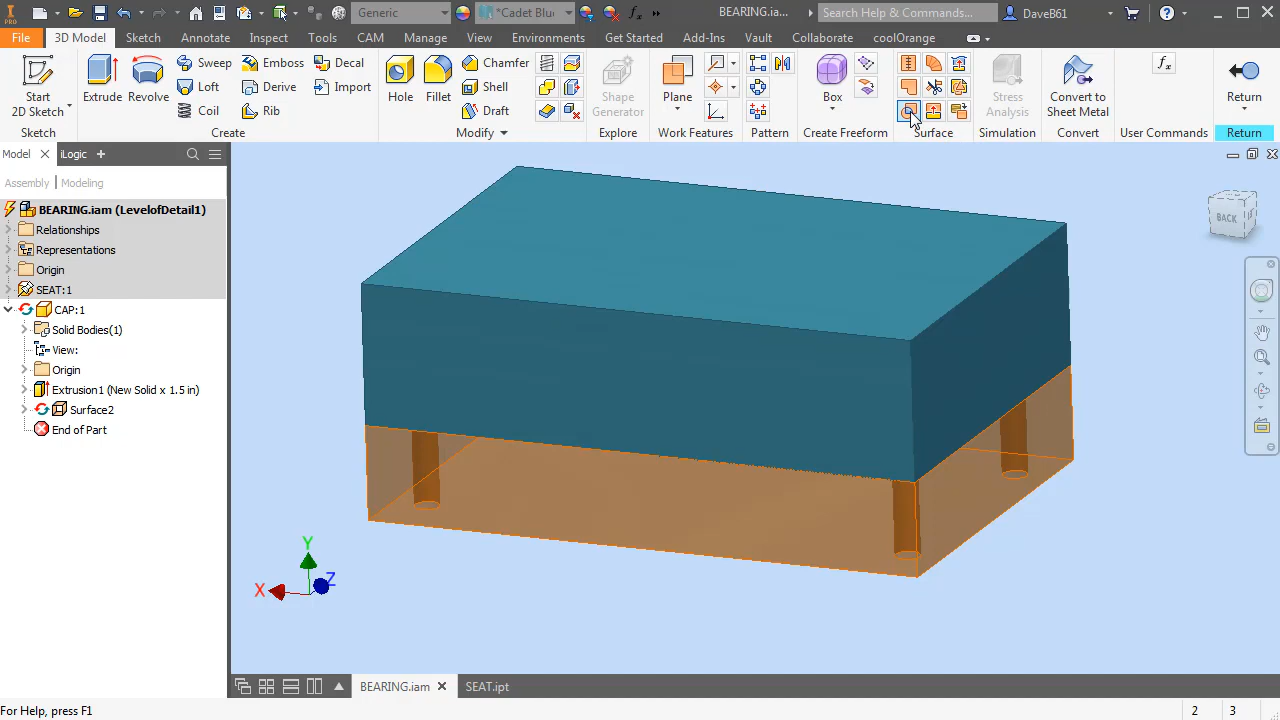 PRO
Generic
*Cadet Blue
BEARING.ia...
Search Help & Commands...
DaveB61
File
3D Model
Sketch
Annotate
Inspect
Tools
CAM
Manage
View
Environments
Get Started
Add-Ins
Vault
Collaborate
coolOrange
Start
2D Sketch
Extrude
Revolve
Sweep
Emboss
Decal
Loft
Derive
Import
Coil
Rib
Hole
Fillet
Chamfer
Shell
Draft
Shape
Generator
Plane
Box
Stress
Analysis
Convert to
Sheet Metal
fx
Return
Sketch
Create
Modify
Explore
Work Features
Pattern
Create Freeform
Surface
Simulation
Convert
User Commands
Return
Model
iLogic
Assembly
Modeling
BEARING.iam (LevelofDetail1)
Relationships
Representations
Origin
SEAT:1
CAP:1
Solid Bodies(1)
View:
Origin
Extrusion1 (New Solid x 1.5 in)
Surface2
End of Part
BACK
Y
X
Z
BEARING.iam
SEAT.ipt
For Help, press F1
2
3